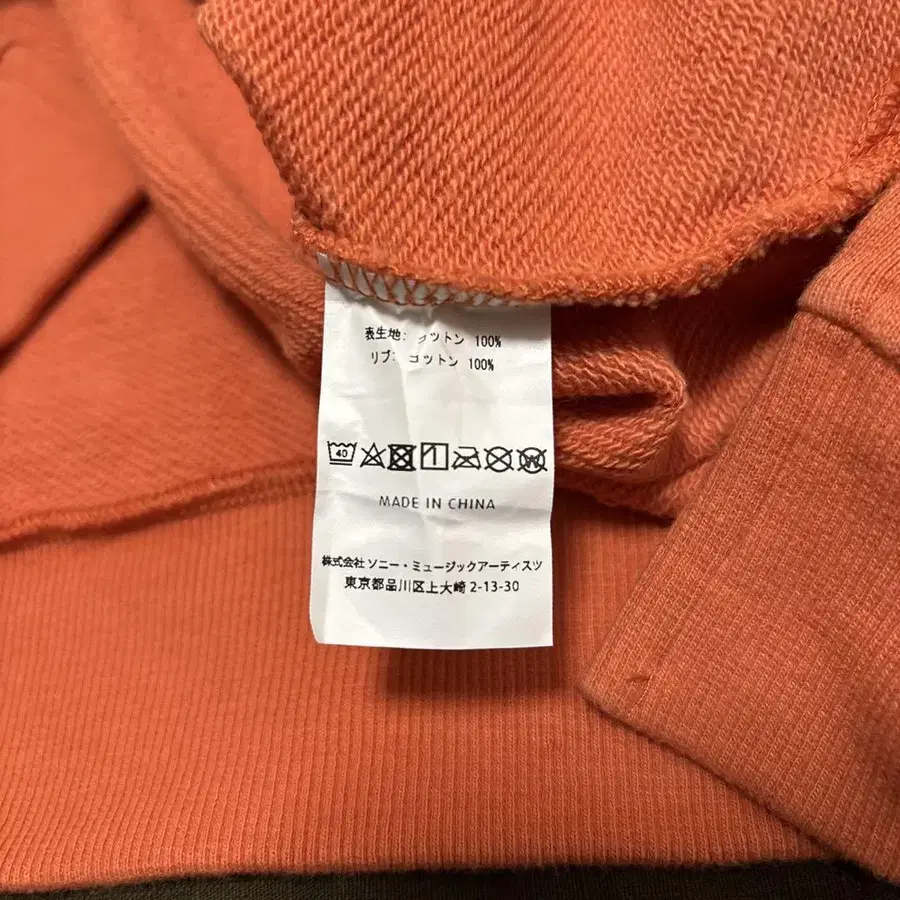 表生地: コットン 100%
リブ: コットン 100%
40
MADE IN CHINA
株式会社 ソニー・ミュージックアーティスツ
東京都品川区上大崎 2-13-30